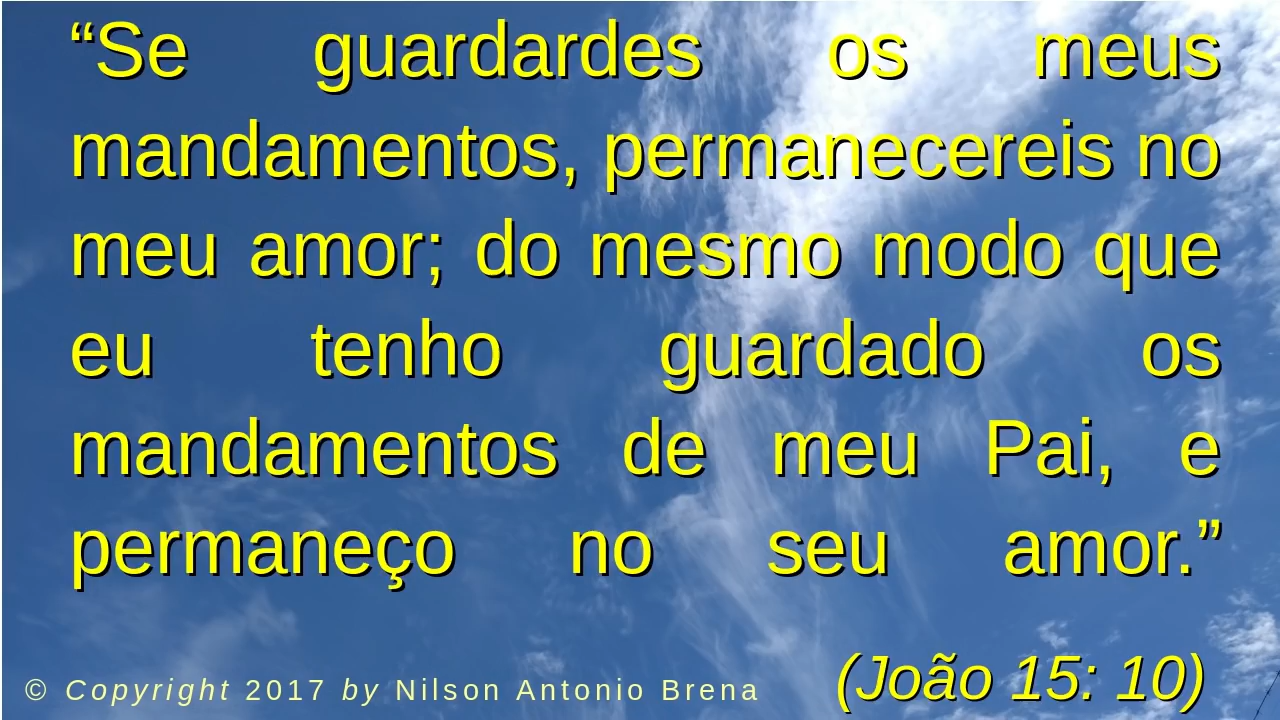 “Se guardardes os meus
mandamentos, permanecereis no
meu amor; do mesmo modo que
eu tenho guardado os
mandamentos de meu Pai, e
permaneço no seu amor.”
(João 15: 10)
© Copyright 2017 by Nilson Antonio Brena